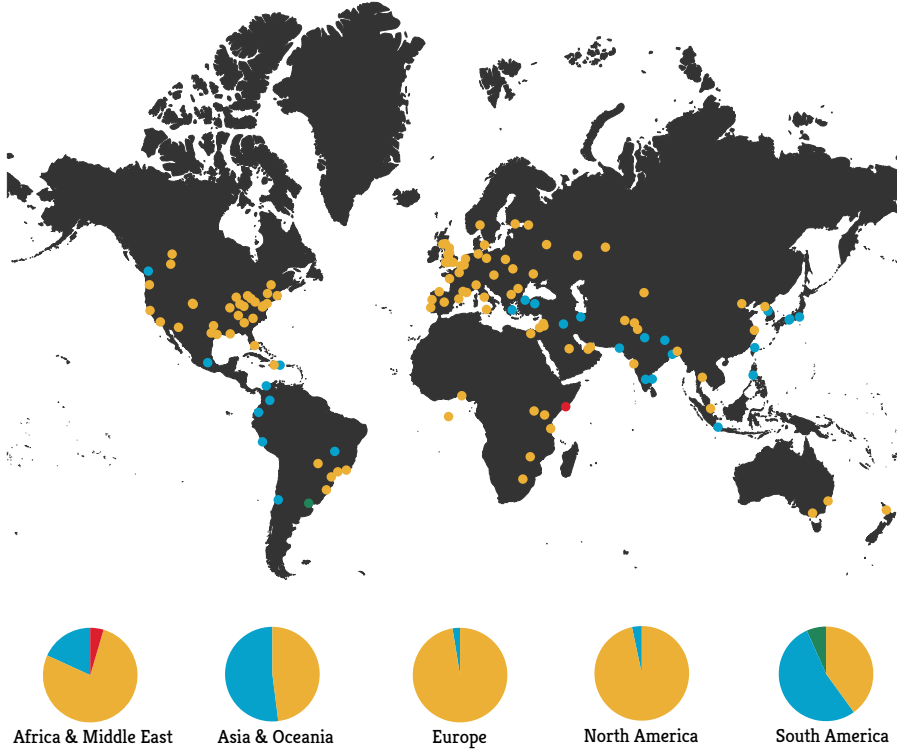 Africa & Middle East
Asia & Oceania
Europe
North America
South America